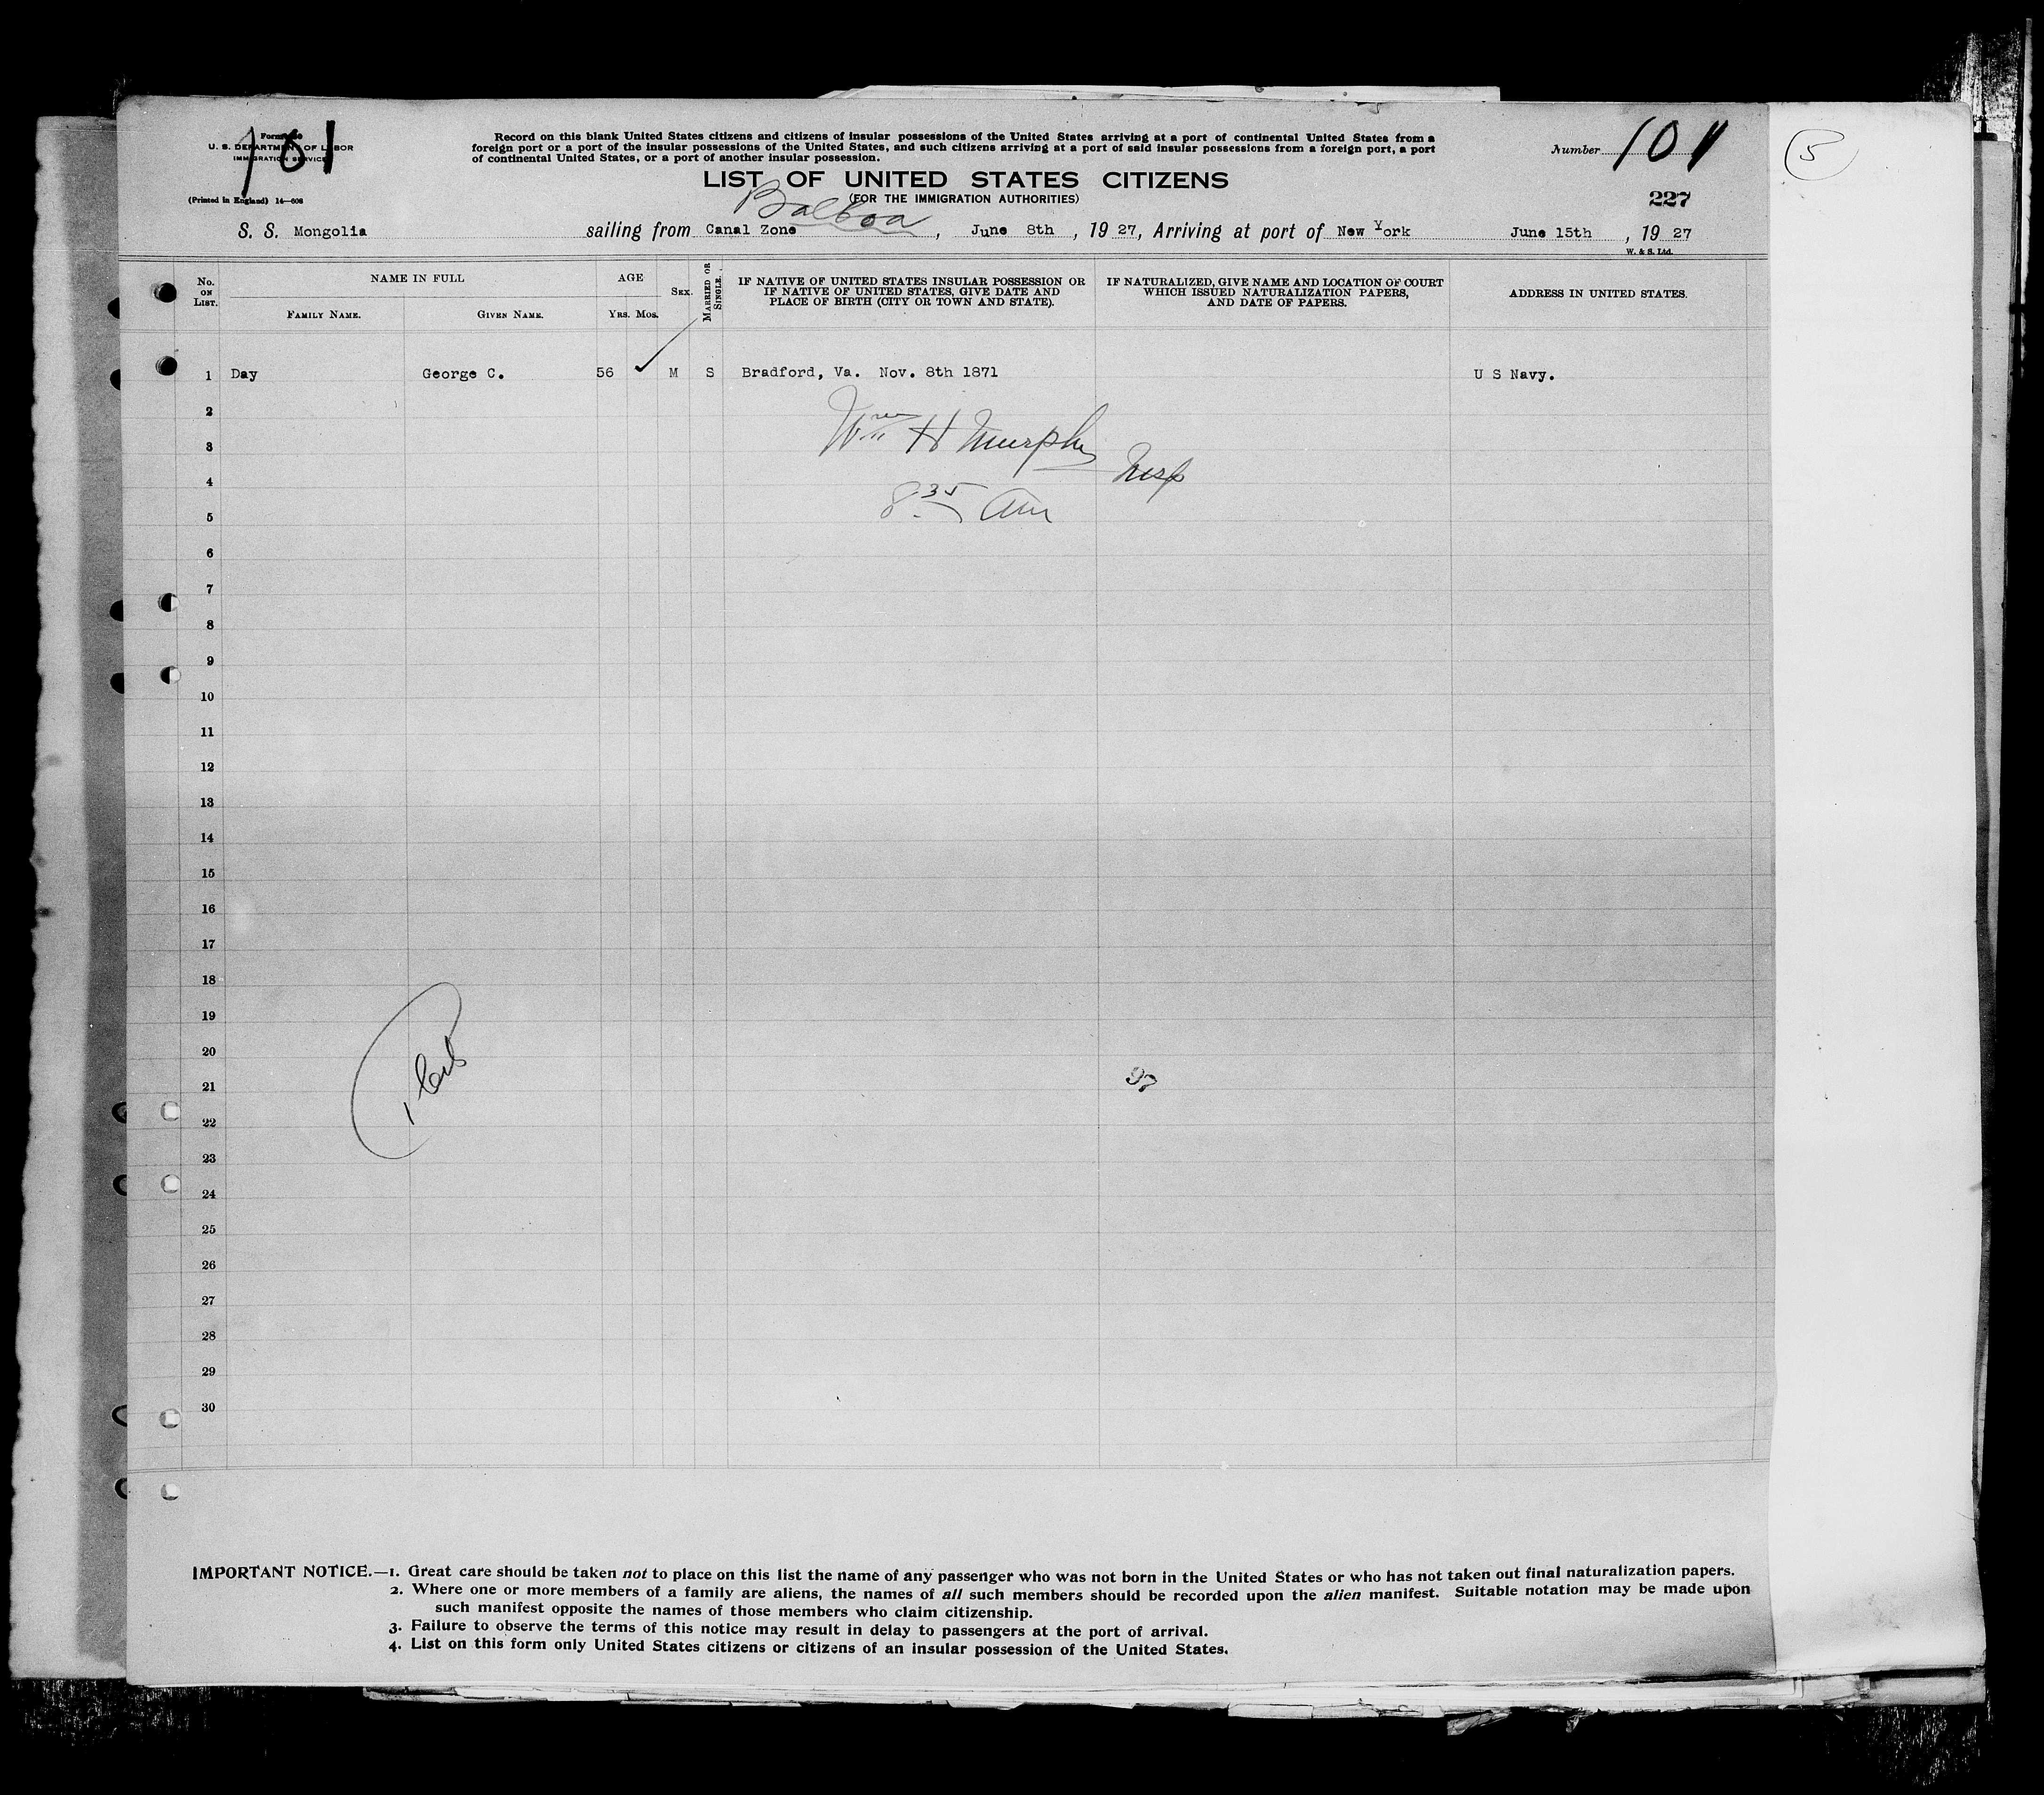 101
U. S. DEPARTMENT OF LABOR
IMMIGRATION SERVICE
(Printed in England) 14—608
Record on this blank United States citizens and citizens of insular possessions of the United States arriving at a port of continental United States from a
foreign port or a port of the insular possessions of the United States, and such citizens arriving at a port of said insular possessions from a foreign port, a port
of continental United States, or a port of another insular possession.
Number 101
5
LIST OF UNITED STATES CITIZENS
(FOR THE IMMIGRATION AUTHORITIES)
227
Balboa
S. S. Mongolia sailing from Canal Zone, June 8th, 19 27, Arriving at port of New York June 15th, 19 27
W. & S. Ltd.
No. ON LIST.
NAME IN FULL
FAMILY NAME.
GIVEN NAME.
AGE
YRS. MOS.
SEX.
MARRIED OR SINGLE.
IF NATIVE OF UNITED STATES INSULAR POSSESSION OR
IF NATIVE OF UNITED STATES, GIVE DATE AND
PLACE OF BIRTH (CITY OR TOWN AND STATE).
IF NATURALIZED, GIVE NAME AND LOCATION OF COURT
WHICH ISSUED NATURALIZATION PAPERS,
AND DATE OF PAPERS.
ADDRESS IN UNITED STATES.
1 Day George C. 56 ✓ M S Bradford, Va. Nov. 8th 1871 U S Navy.
2
Wm H Murphy
3
Insp
4
8 35 am
5
6
7
8
9
10
11
12
13
14
15
16
17
18
19
20
21
97
22
23
24
25
26
27
28
29
30
IMPORTANT NOTICE.—1. Great care should be taken not to place on this list the name of any passenger who was not born in the United States or who has not taken out final naturalization papers.
2. Where one or more members of a family are aliens, the names of all such members should be recorded upon the alien manifest. Suitable notation may be made upon
such manifest opposite the names of those members who claim citizenship.
3. Failure to observe the terms of this notice may result in delay to passengers at the port of arrival.
4. List on this form only United States citizens or citizens of an insular possession of the United States.